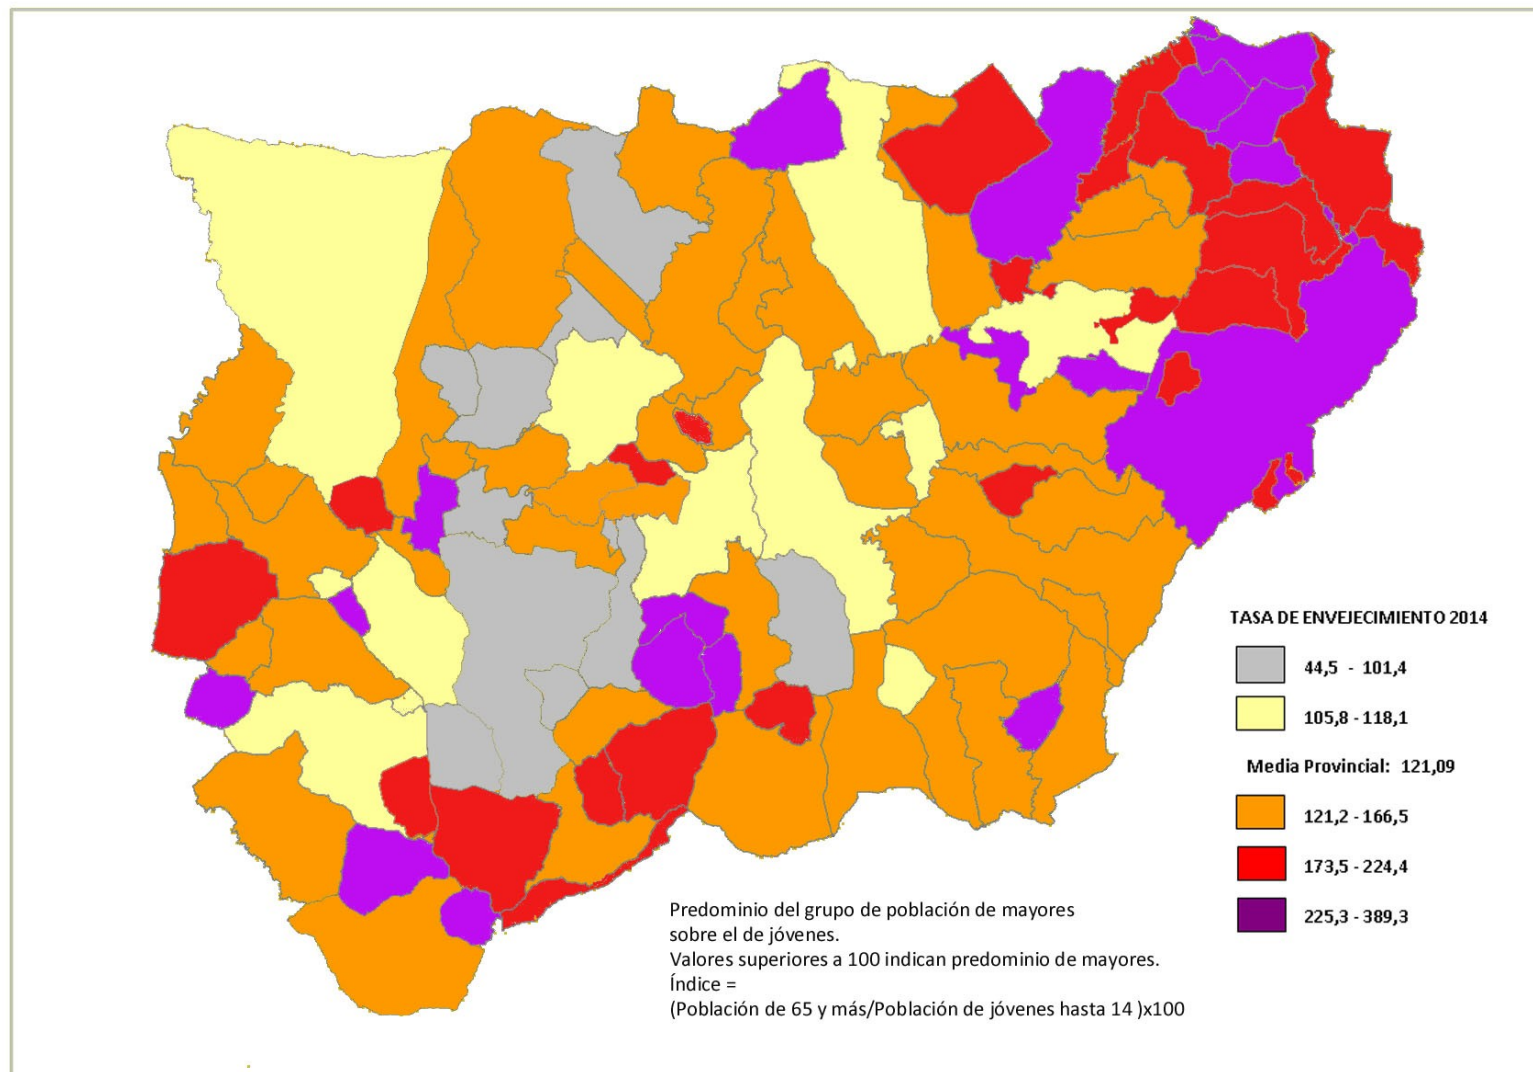 TASA DE ENVEJECIMIENTO 2014
44,5 - 101,4
105,8 - 118,1
Media Provincial: 121,09
121,2 - 166,5
173,5 - 224,4
225,3 - 389,3
Predominio del grupo de población de mayores
sobre el de jóvenes.
Valores superiores a 100 indican predominio de mayores.
Índice =
(Población de 65 y más/Población de jóvenes hasta 14 )x100